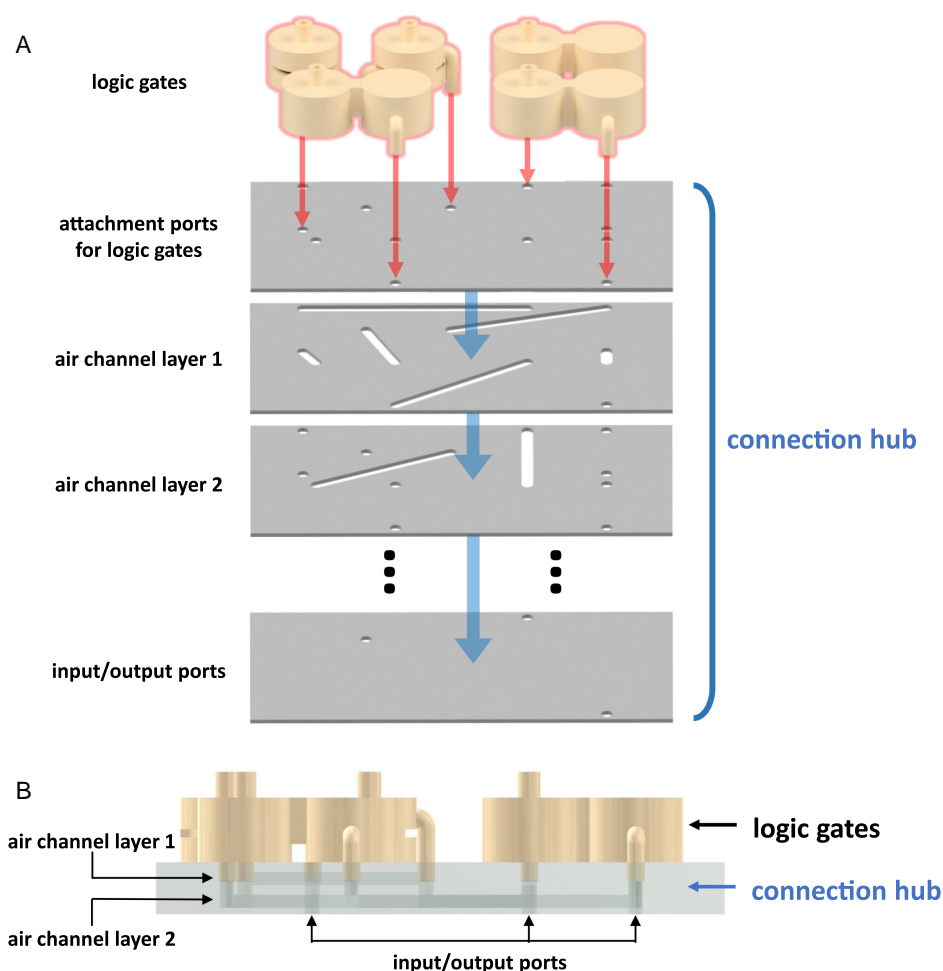 A
logic gates
attachment ports
for logic gates
air channel layer 1
air channel layer 2
connection hub
input/output ports
B
air channel layer 1
logic gates
connection hub
air channel layer 2
input/output ports